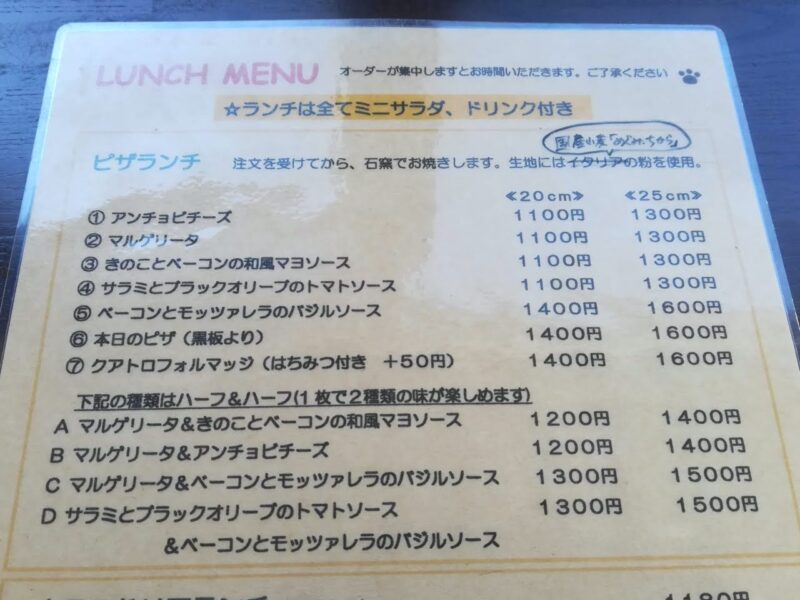 LUNCH MENU オーダーが集中しますとお時間いただきます。ご了承ください
☆ランチは全てミニサラダ、ドリンク付き
国産小麦「めぐみ・ちから」
ピザランチ 注文を受けてから、石窯でお焼きします。生地にはイタリアの粉を使用。
≪20cm≫ ≪25cm≫
① アンチョビチーズ 1100円 1300円
② マルゲリータ 1100円 1300円
③ きのことベーコンの和風マヨソース 1100円 1300円
④ サラミとブラックオリーブのトマトソース 1100円 1300円
⑤ ベーコンとモッツァレラのバジルソース 1400円 1600円
⑥ 本日のピザ（黒板より） 1400円 1600円
⑦ クアトロフォルマッジ（はちみつ付き ＋50円） 1400円 1600円
下記の種類はハーフ＆ハーフ(1枚で2種類の味が楽しめます)
A マルゲリータ＆きのことベーコンの和風マヨソース 1200円 1400円
B マルゲリータ＆アンチョビチーズ 1200円 1400円
C マルゲリータ＆ベーコンとモッツァレラのバジルソース 1300円 1500円
D サラミとブラックオリーブのトマトソース 1300円 1500円
＆ベーコンとモッツァレラのバジルソース
1180円